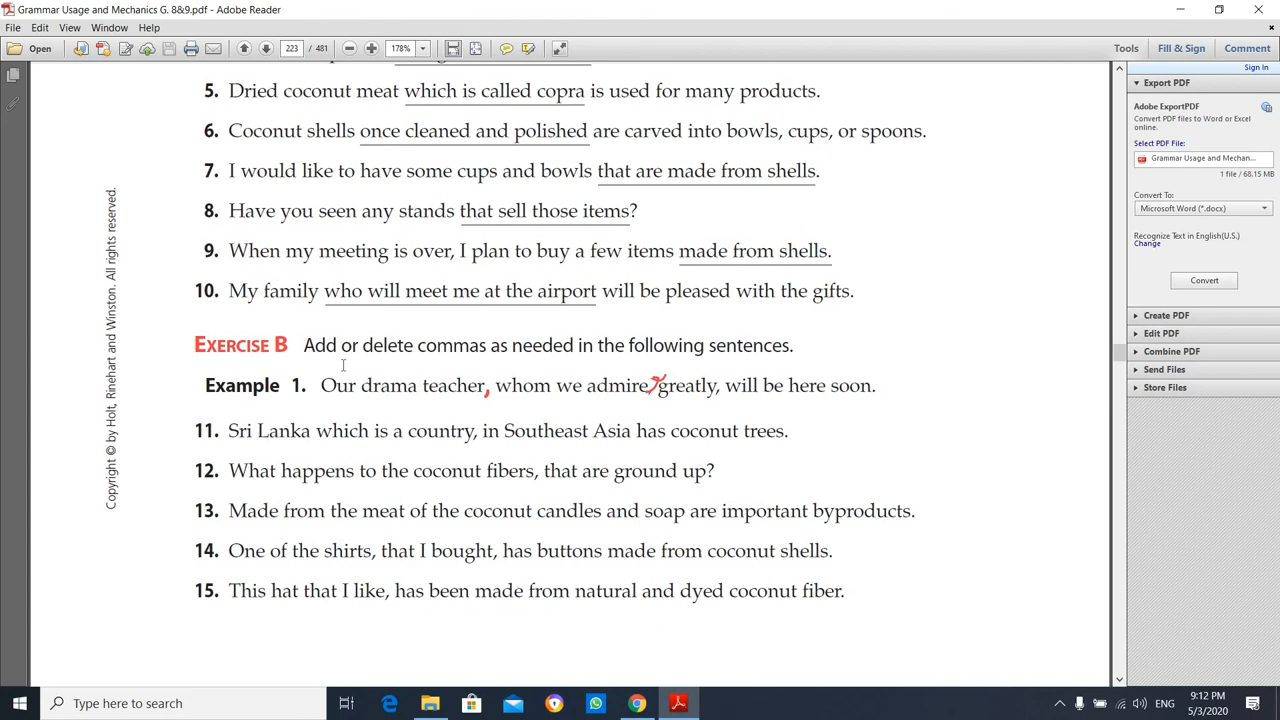 Grammar Usage and Mechanics G. 8&9.pdf - Adobe Reader
File Edit View Window Help
Open 223 / 481 178% Tools Fill & Sign Comment
Sign In
5. Dried coconut meat which is called copra is used for many products.
6. Coconut shells once cleaned and polished are carved into bowls, cups, or spoons.
7. I would like to have some cups and bowls that are made from shells.
8. Have you seen any stands that sell those items?
9. When my meeting is over, I plan to buy a few items made from shells.
10. My family who will meet me at the airport will be pleased with the gifts.
EXERCISE B Add or delete commas as needed in the following sentences.
Example 1. Our drama teacher, whom we admire, greatly, will be here soon.
11. Sri Lanka which is a country, in Southeast Asia has coconut trees.
12. What happens to the coconut fibers, that are ground up?
13. Made from the meat of the coconut candles and soap are important byproducts.
14. One of the shirts, that I bought, has buttons made from coconut shells.
15. This hat that I like, has been made from natural and dyed coconut fiber.
Copyright © by Holt, Rinehart and Winston. All rights reserved.
Export PDF
Adobe ExportPDF
Convert PDF files to Word or Excel
online.
Select PDF File:
Grammar Usage and Mechan...
1 file / 68.15 MB
Convert To:
Microsoft Word (*.docx)
Recognize Text in English(U.S.)
Change
Convert
Create PDF
Edit PDF
Combine PDF
Send Files
Store Files
Type here to search
ENG
9:12 PM
5/3/2020